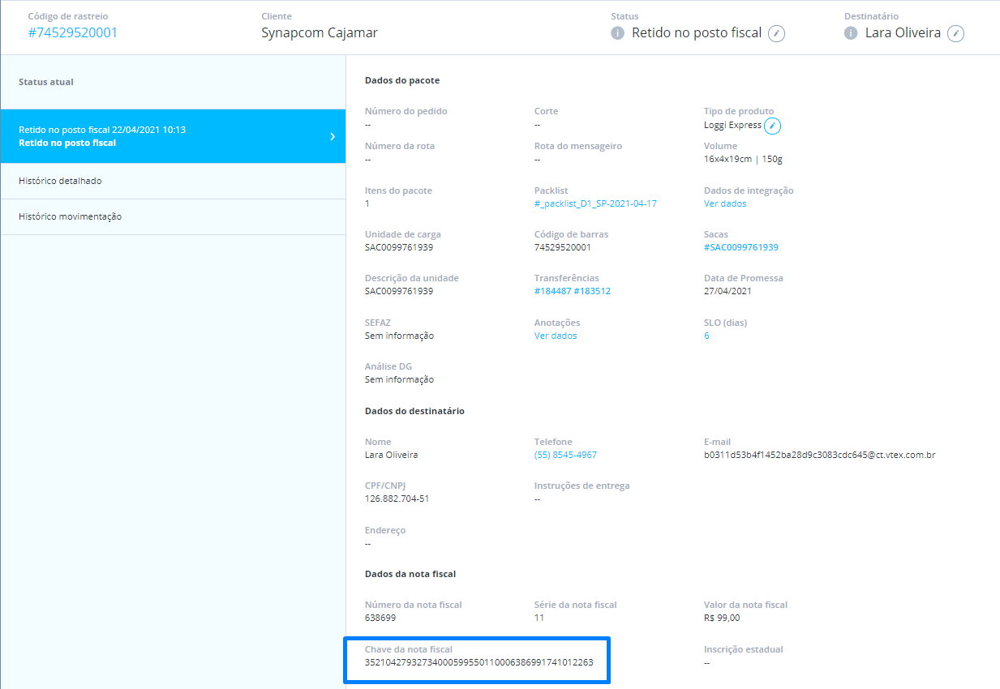 Código de rastreio
#74529520001
Cliente
Synapcom Cajamar
Status
Retido no posto fiscal
Destinatário
Lara Oliveira
Status atual
Retido no posto fiscal 22/04/2021 10:13
Retido no posto fiscal
Histórico detalhado
Histórico movimentação
Dados do pacote
Número do pedido
--
Corte
--
Tipo de produto
Loggi Express
Número da rota
--
Rota do mensageiro
--
Volume
16x4x19cm | 150g
Itens do pacote
1
Packlist
#_packlist_D1_SP-2021-04-17
Dados de integração
Ver dados
Unidade de carga
SAC0099761939
Código de barras
74529520001
Sacas
#SAC0099761939
Descrição da unidade
SAC0099761939
Transferências
#184487 #183512
Data de Promessa
27/04/2021
SEFAZ
Sem informação
Anotações
Ver dados
SLO (dias)
6
Análise DG
Sem informação
Dados do destinatário
Nome
Lara Oliveira
Telefone
(55) 8545-4967
E-mail
b0311d53b4f1452ba28d9c3083cdc645@ct.vtex.com.br
CPF/CNPJ
126.882.704-51
Instruções de entrega
--
Endereço
--
Dados da nota fiscal
Número da nota fiscal
638699
Série da nota fiscal
11
Valor da nota fiscal
R$ 99,00
Chave da nota fiscal
35210427932734000599550110006386991741012263
Inscrição estadual
--